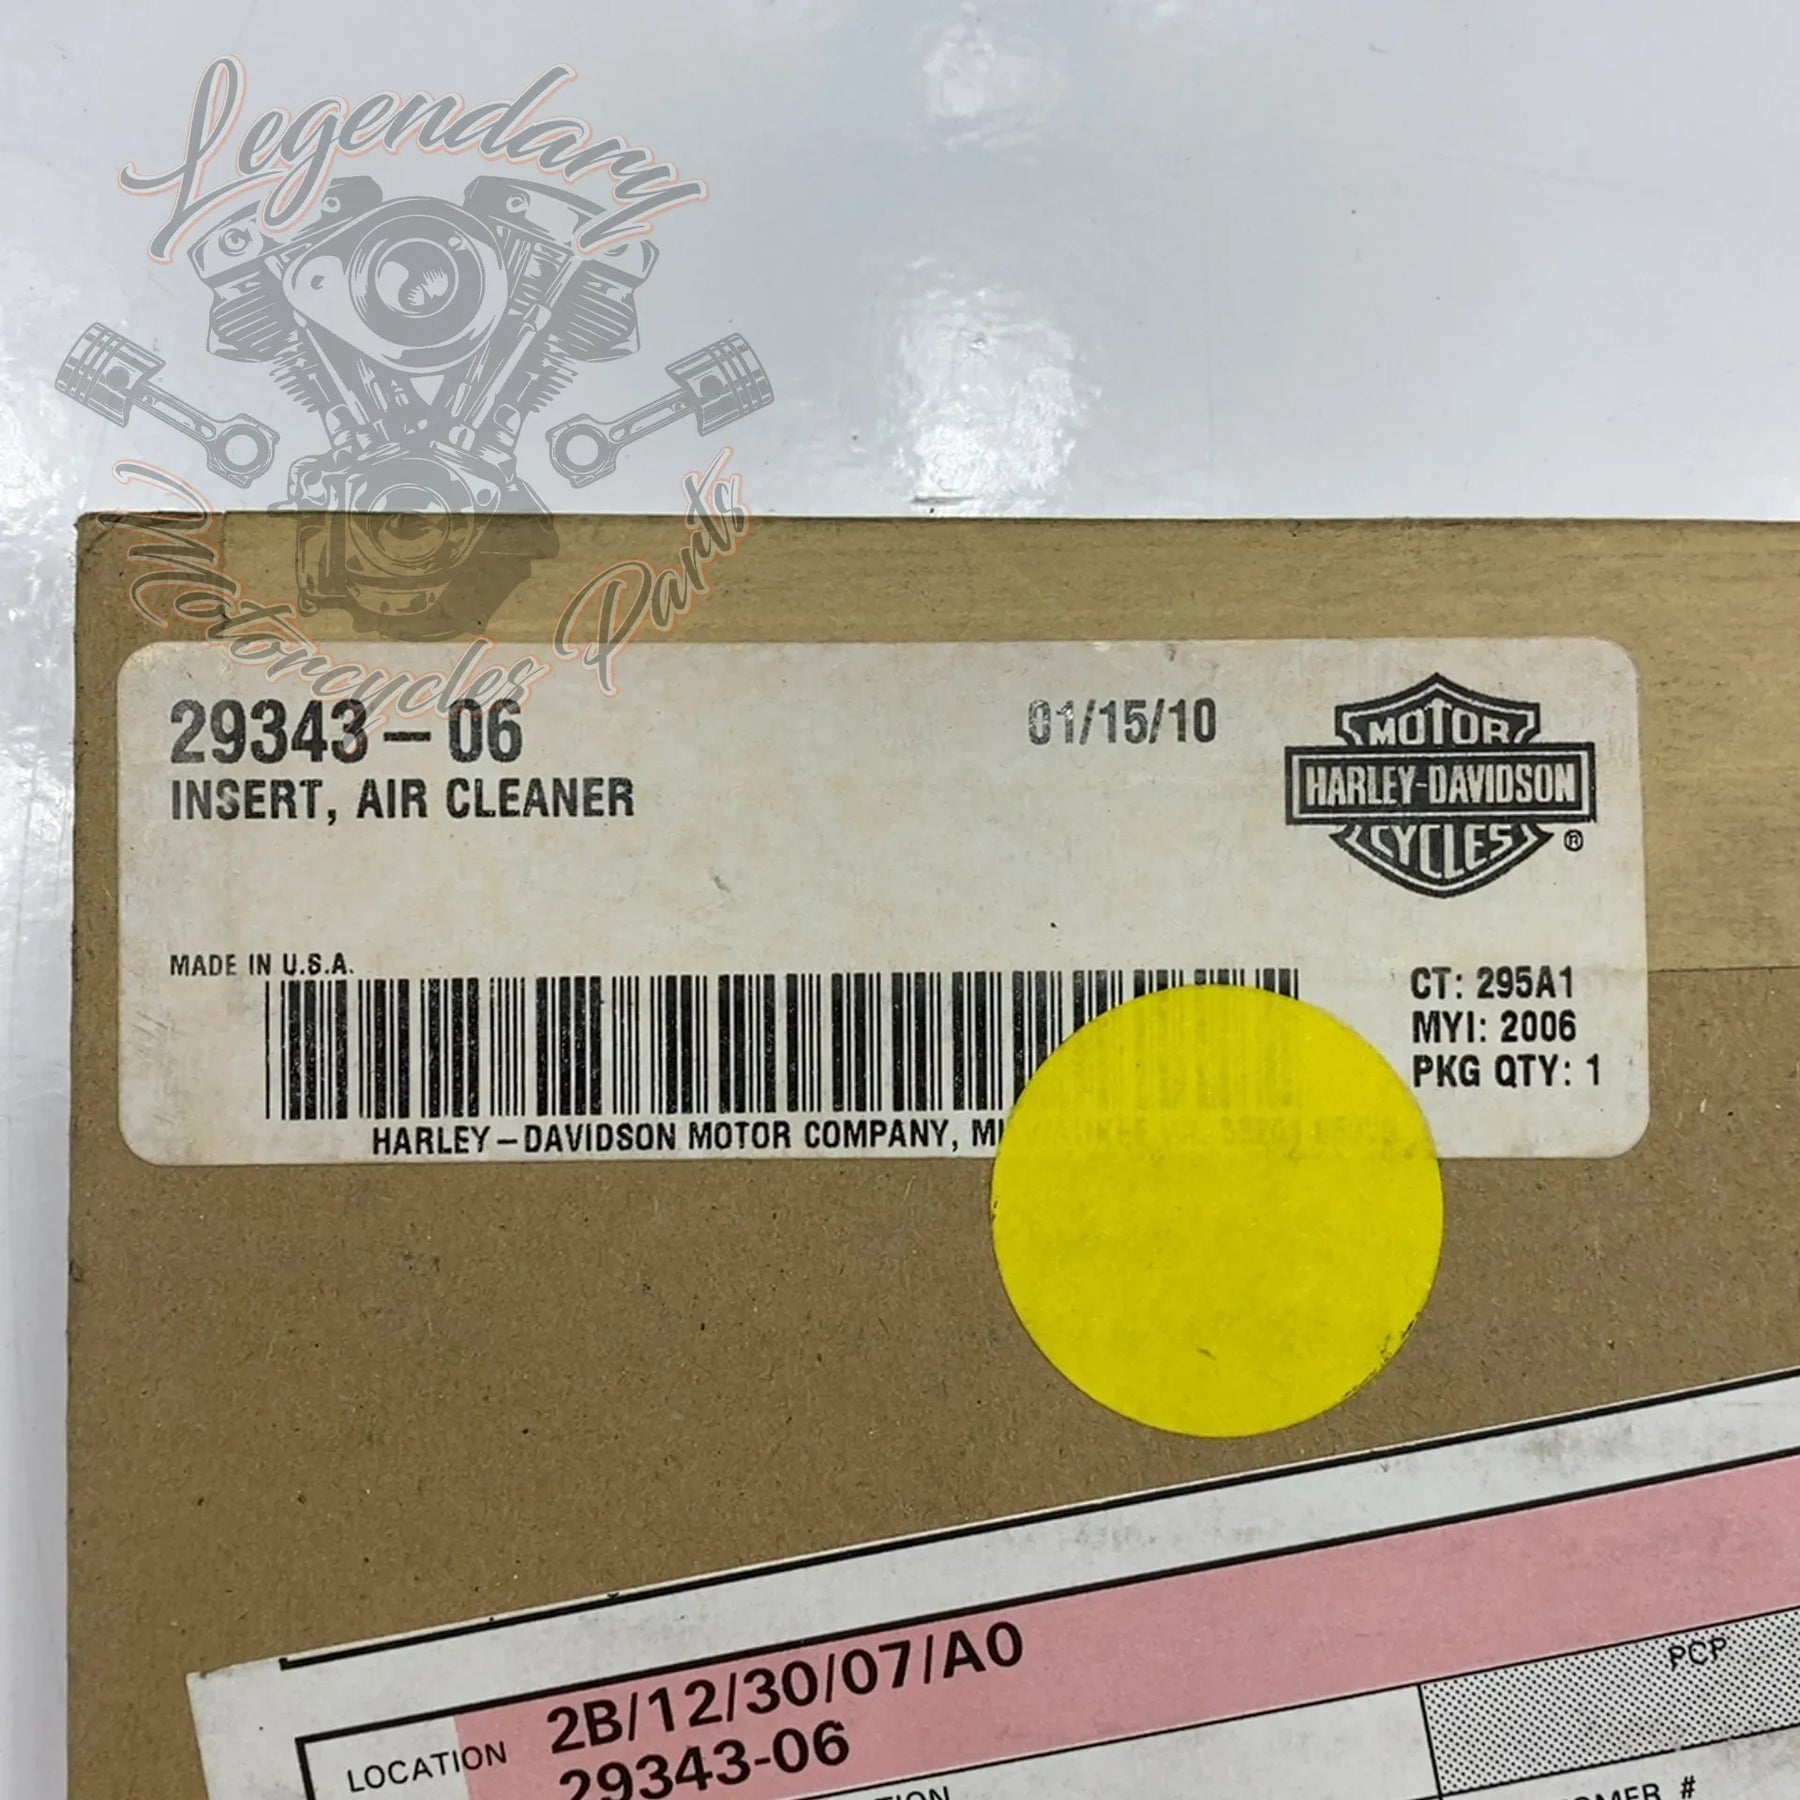 Legendary
Motorcycles Parts
29343-06
01/15/10
INSERT, AIR CLEANER
MOTOR
HARLEY-DAVIDSON
CYCLES
®
MADE IN U.S.A.
CT: 295A1
MYI: 2006
PKG QTY: 1
HARLEY-DAVIDSON MOTOR COMPANY,
LOCATION
2B/12/30/07/A0
29343-06
PCP
#